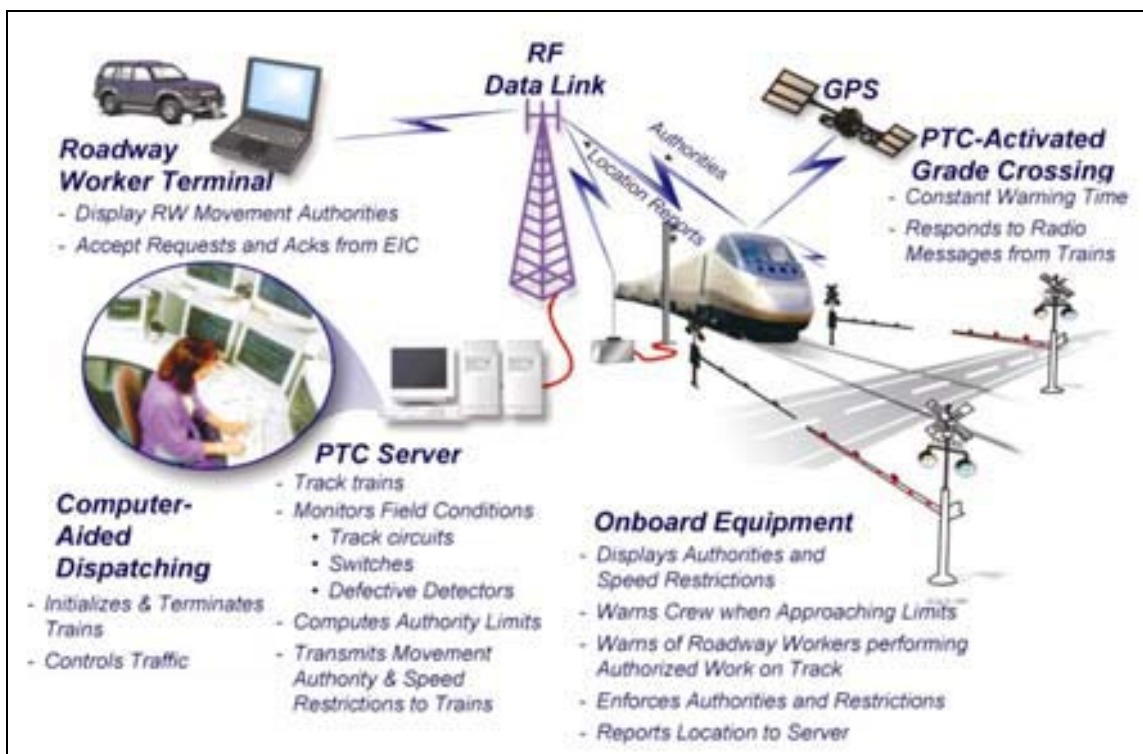 RF
Data Link
GPS
Roadway
Worker Terminal
- Display RW Movement Authorities
- Accept Requests and Acks from EIC
Authorities
Location Reports
PTC-Activated
Grade Crossing
- Constant Warning Time
- Responds to Radio
Messages from Trains
Computer-
Aided
Dispatching
- Initializes & Terminates
Trains
- Controls Traffic
PTC Server
- Track trains
- Monitors Field Conditions
• Track circuits
• Switches
• Defective Detectors
- Computes Authority Limits
- Transmits Movement
Authority & Speed
Restrictions to Trains
Onboard Equipment
- Displays Authorities and
Speed Restrictions
- Warns Crew when Approaching Limits
- Warns of Roadway Workers performing
Authorized Work on Track
- Enforces Authorities and Restrictions
- Reports Location to Server